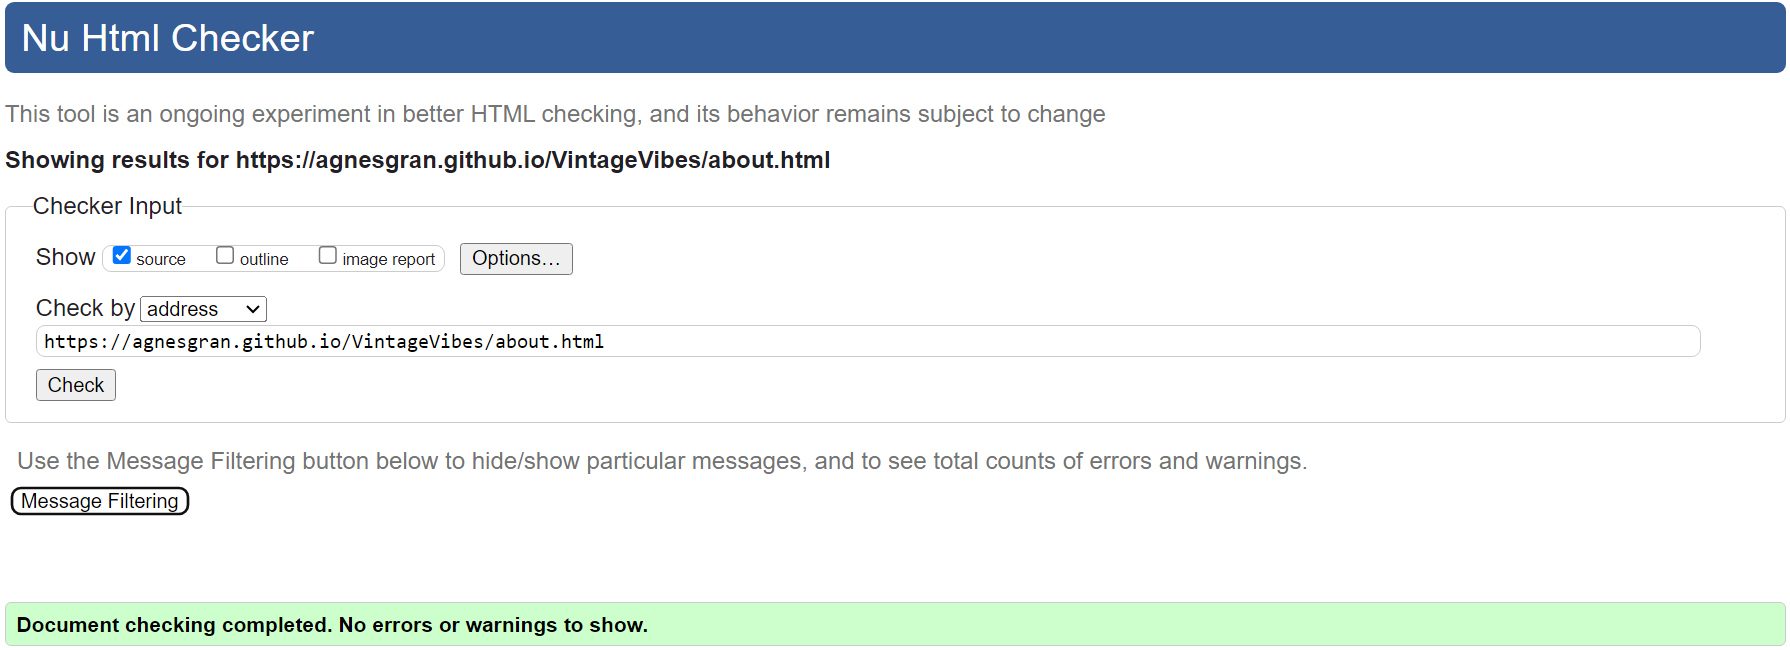 Nu Html Checker
This tool is an ongoing experiment in better HTML checking, and its behavior remains subject to change
Showing results for https://agnesgran.github.io/VintageVibes/about.html
Checker Input
Show source outline image report Options...
Check by address
https://agnesgran.github.io/VintageVibes/about.html
Check
Use the Message Filtering button below to hide/show particular messages, and to see total counts of errors and warnings.
Message Filtering
Document checking completed. No errors or warnings to show.